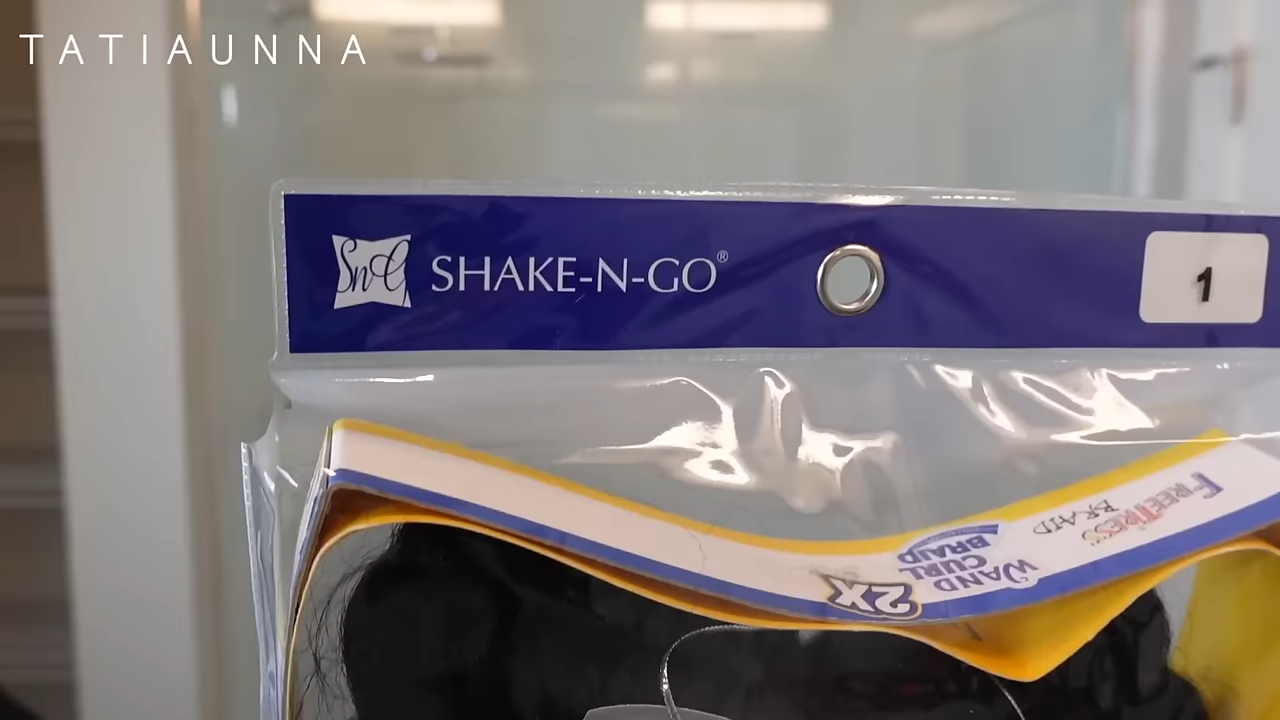 TATIAUNNA
SnG SHAKE-N-GO®
1
FREETRESS
BRAID
WAND
CURL
BRAID
2X